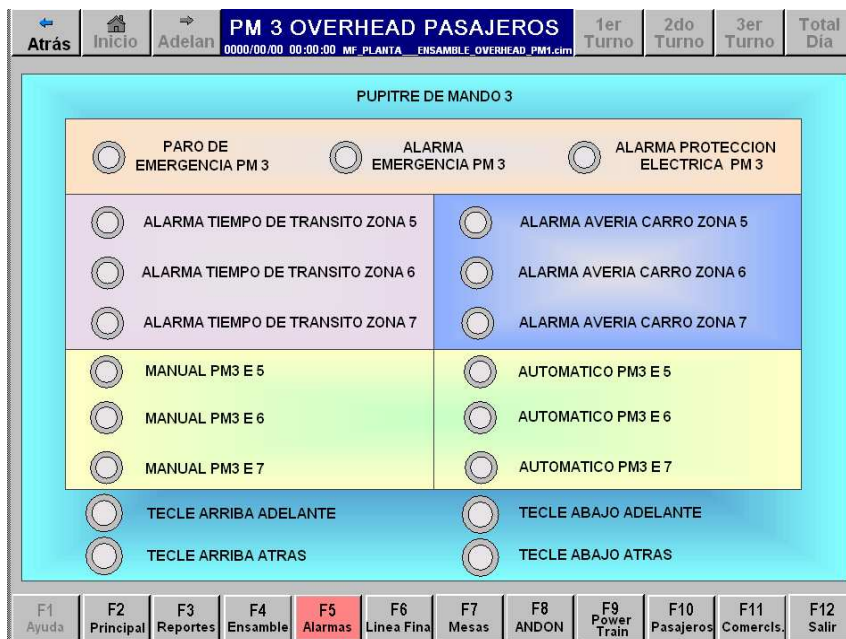 Atrás
Inicio
Adelan
PM 3 OVERHEAD PASAJEROS
0000/00/00 00:00:00 MF_PLANTA___ENSAMBLE_OVERHEAD_PM1.cim
1er
Turno
2do
Turno
3er
Turno
Total
Día
PUPITRE DE MANDO 3
PARO DE
EMERGENCIA PM 3
ALARMA
EMERGENCIA PM 3
ALARMA PROTECCION
ELECTRICA PM 3
ALARMA TIEMPO DE TRANSITO ZONA 5
ALARMA AVERIA CARRO ZONA 5
ALARMA TIEMPO DE TRANSITO ZONA 6
ALARMA AVERIA CARRO ZONA 6
ALARMA TIEMPO DE TRANSITO ZONA 7
ALARMA AVERIA CARRO ZONA 7
MANUAL PM3 E 5
AUTOMATICO PM3 E 5
MANUAL PM3 E 6
AUTOMATICO PM3 E 6
MANUAL PM3 E 7
AUTOMATICO PM3 E 7
TECLE ARRIBA ADELANTE
TECLE ABAJO ADELANTE
TECLE ARRIBA ATRAS
TECLE ABAJO ATRAS
F1
Ayuda
F2
Principal
F3
Reportes
F4
Ensamble
F5
Alarmas
F6
Linea Fina
F7
Mesas
F8
ANDON
F9
Power
Train
F10
Pasajeros
F11
Comercls.
F12
Salir